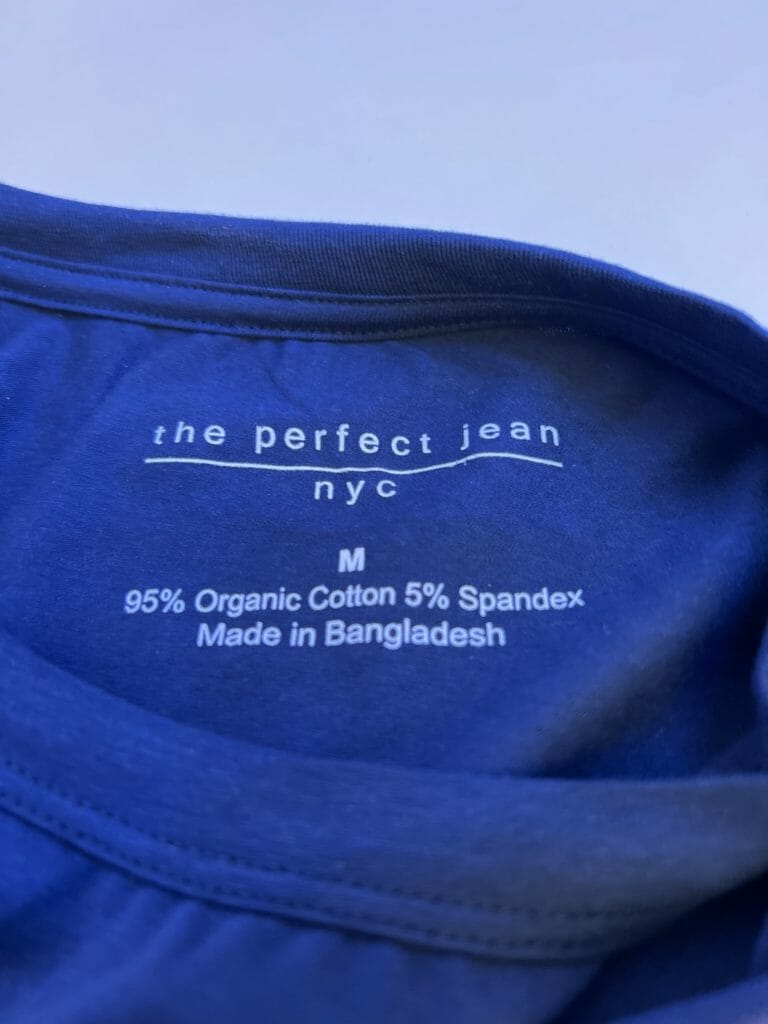 the perfect jean
nyc
M
95% Organic Cotton 5% Spandex
Made in Bangladesh